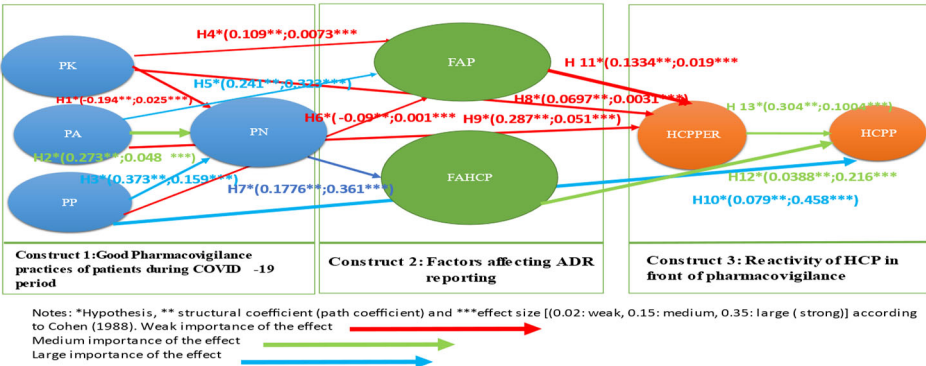 H4*(0.109**;0.0073***
PK
FAP
H 11*(0.1334**;0.019***
H5*(0.241**;0.323***)
H1*(-0.194**;0.025***)
H8*(0.0697**;0.0031***)
H 13*(0.304**;0.1004***)
PA
PN
H6*(-0.09**;0.001***
H9*(0.287**;0.051***)
HCPPER
HCPP
H2*(0.273**;0.048 ***)
H3*(0.373**;0.159***)
PP
H7*(0.1776**;0.361***)
FAHCP
H12*(0.0388**;0.216***
H10*(0.079**;0.458***)
Construct 1:Good Pharmacovigilance
practices of patients during COVID -19
period
Construct 2: Factors affecting ADR
reporting
Construct 3: Reactivity of HCP in
front of pharmacovigilance
Notes: *Hypothesis, ** structural coefficient (path coefficient) and ***effect size [(0.02: weak, 0.15: medium, 0.35: large ( strong)] according
to Cohen (1988). Weak importance of the effect
Medium importance of the effect
Large importance of the effect